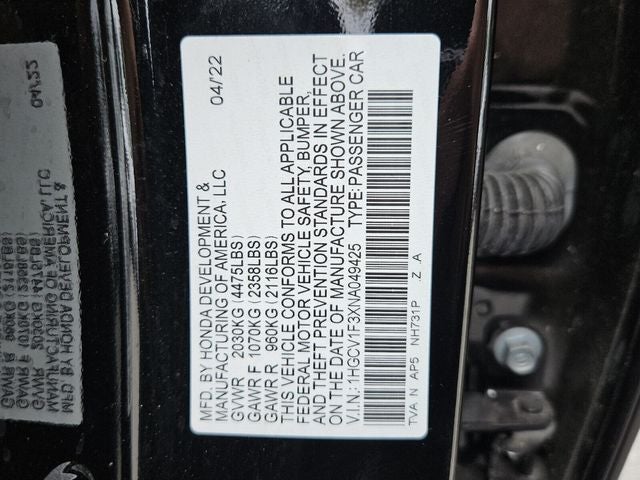 MFD. BY HONDA DEVELOPMENT &
MANUFACTURING OF AMERICA. LLC 04/22
GVWR 2030KG (4475LBS)
GAWR F 1070KG (2358LBS)
GAWR R 960KG (2116LBS)
THIS VEHICLE CONFORMS TO ALL APPLICABLE
FEDERAL MOTOR VEHICLE SAFETY, BUMPER,
AND THEFT PREVENTION STANDARDS IN EFFECT
ON THE DATE OF MANUFACTURE SHOWN ABOVE.
V.I.N.: 1HGCV1F3XNA049425 TYPE: PASSENGER CAR
TVA N AP5 NH731P Z A